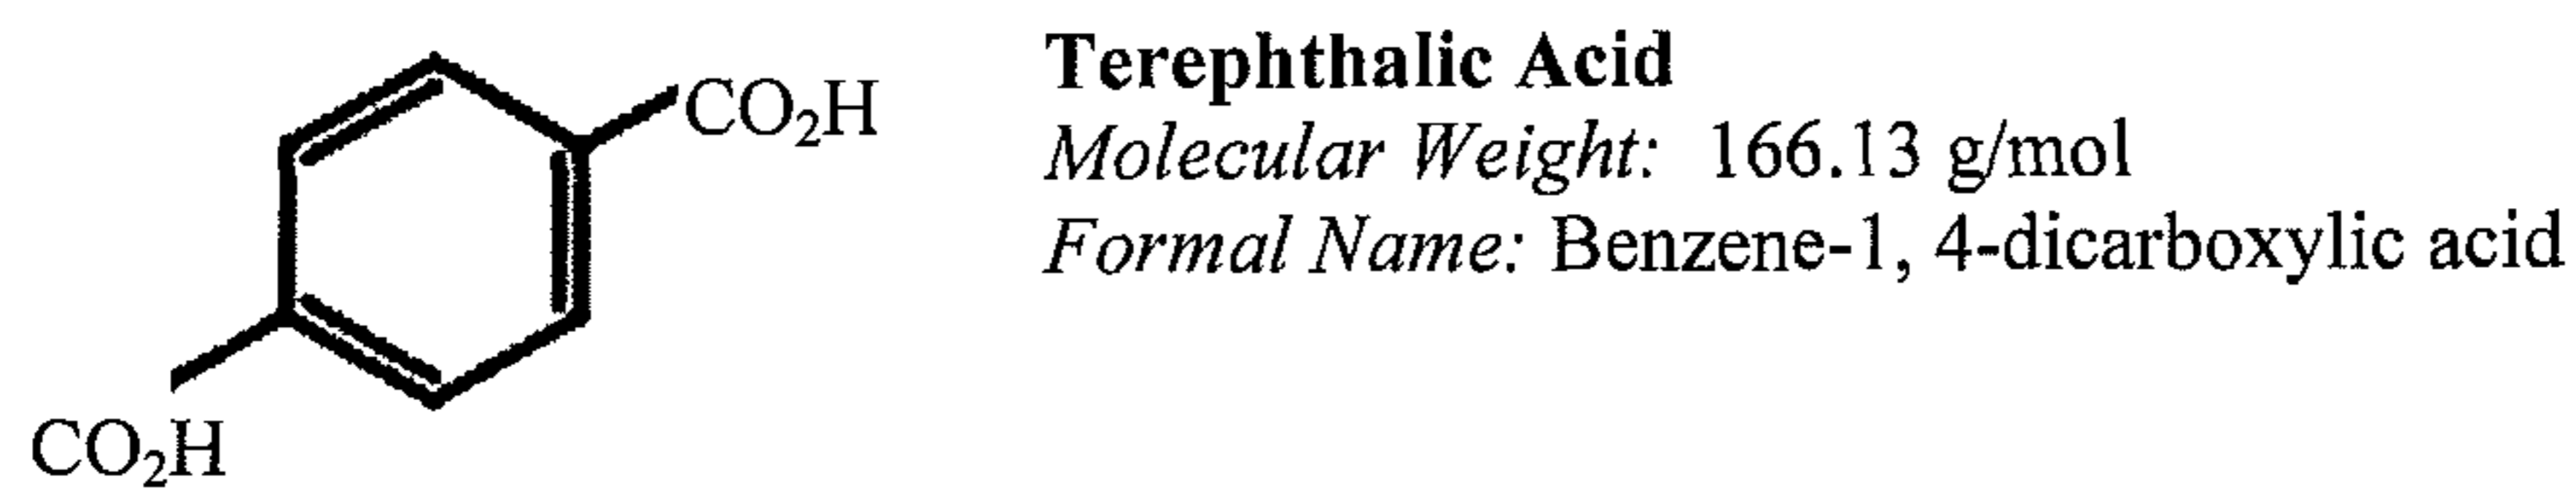 Terephthalic Acid
CO₂H
Molecular Weight: 166.13 g/mol
Formal Name: Benzene-1, 4-dicarboxylic acid
CO₂H